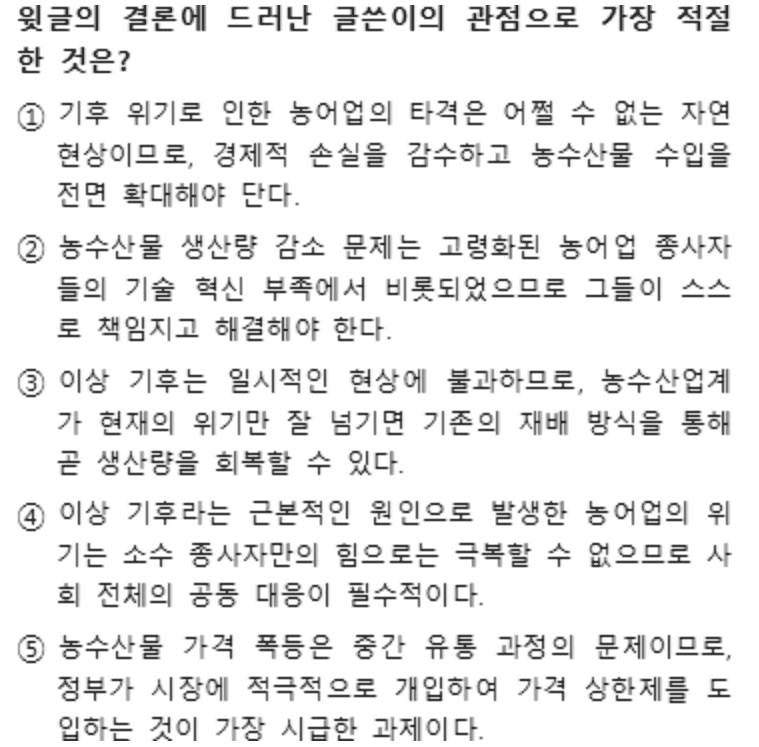 윗글의 결론에 드러난 글쓴이의 관점으로 가장 적절
한 것은?
① 기후 위기로 인한 농어업의 타격은 어쩔 수 없는 자연
현상이므로, 경제적 손실을 감수하고 농수산물 수입을
전면 확대해야 단다.
② 농수산물 생산량 감소 문제는 고령화된 농어업 종사자
들의 기술 혁신 부족에서 비롯되었으므로 그들이 스스
로 책임지고 해결해야 한다.
③ 이상 기후는 일시적인 현상에 불과하므로, 농수산업계
가 현재의 위기만 잘 넘기면 기존의 재배 방식을 통해
곧 생산량을 회복할 수 있다.
④ 이상 기후라는 근본적인 원인으로 발생한 농어업의 위
기는 소수 종사자만의 힘으로는 극복할 수 없으므로 사
회 전체의 공동 대응이 필수적이다.
⑤ 농수산물 가격 폭등은 중간 유통 과정의 문제이므로,
정부가 시장에 적극적으로 개입하여 가격 상한제를 도
입하는 것이 가장 시급한 과제이다.